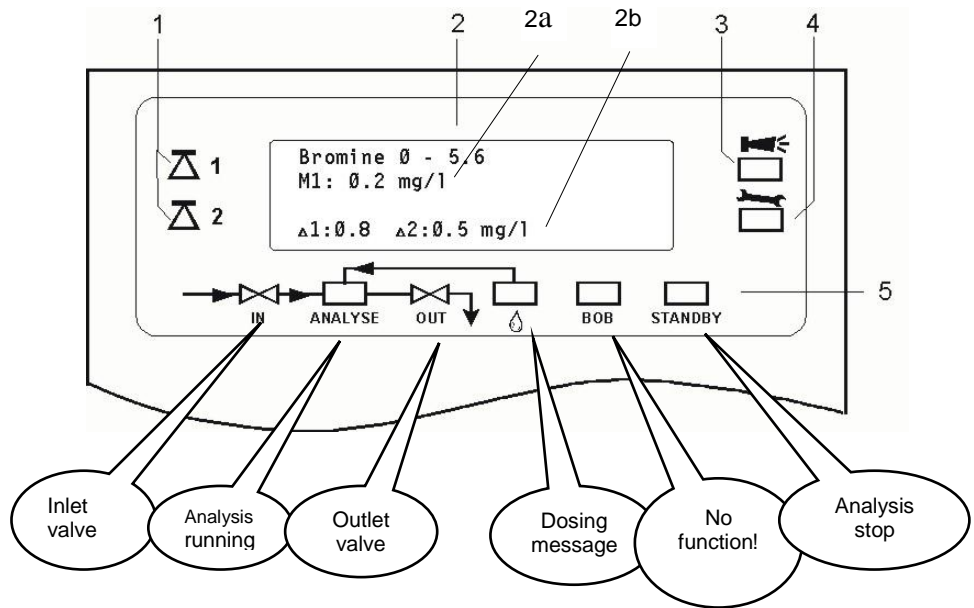 1 2 2a 2b 3 4
1
2
Bromine Ø - 5.6
M1: Ø.2 mg/l
△1:Ø.8 △2:Ø.5 mg/l
5
IN ANALYSE OUT BOB STANDBY
Inlet
valve
Analysis
running
Outlet
valve
Dosing
message
No
function!
Analysis
stop